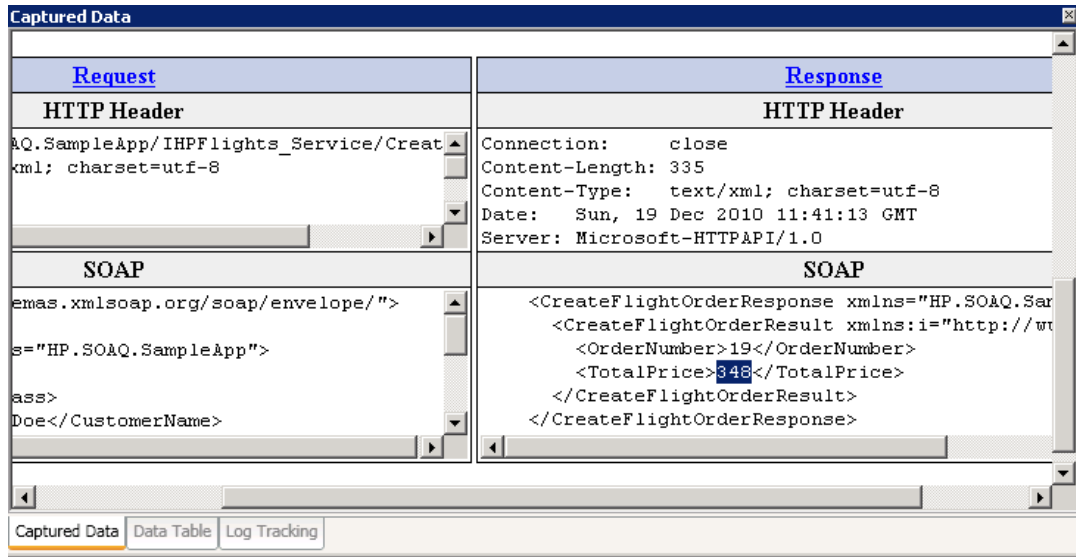 Captured Data
Request
Response
HTTP Header
HTTP Header
AQ.SampleApp/IHPFlights_Service/Creat
xml; charset=utf-8
Connection: close
Content-Length: 335
Content-Type: text/xml; charset=utf-8
Date: Sun, 19 Dec 2010 11:41:13 GMT
Server: Microsoft-HTTPAPI/1.0
SOAP
SOAP
emas.xmlsoap.org/soap/envelope/">
s="HP.SOAQ.SampleApp">
ass>
Doe</CustomerName>
<CreateFlightOrderResponse xmlns="HP.SOAQ.Sar
<CreateFlightOrderResult xmlns:i="http://w
<OrderNumber>19</OrderNumber>
<TotalPrice>348</TotalPrice>
</CreateFlightOrderResult>
</CreateFlightOrderResponse>
Captured Data Data Table Log Tracking